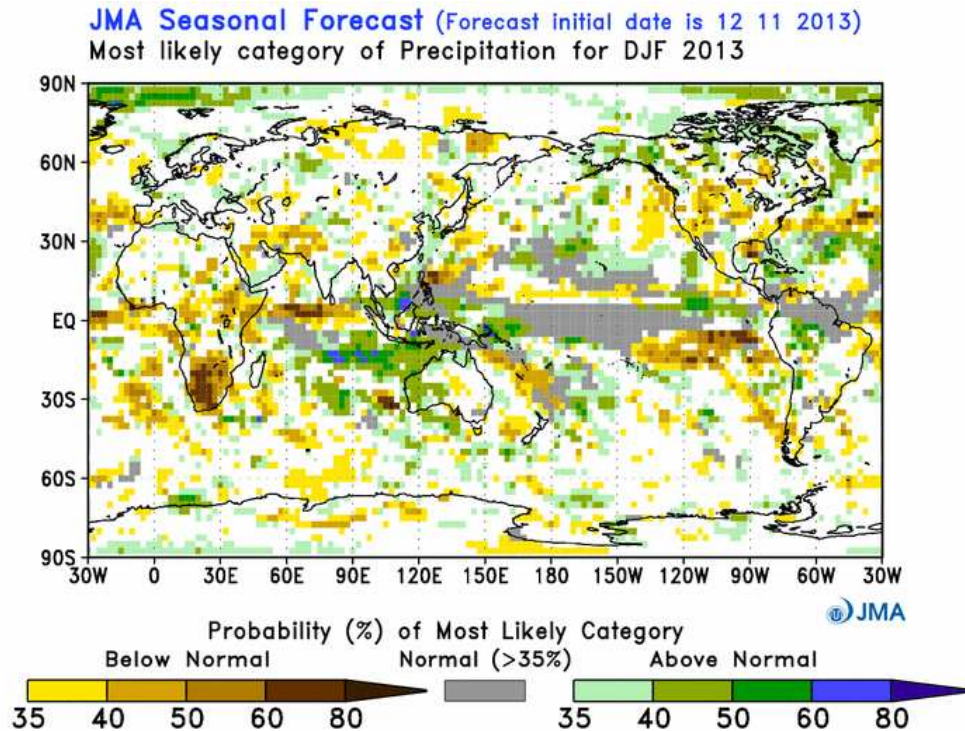 JMA Seasonal Forecast (Forecast initial date is 12 11 2013)
Most likely category of Precipitation for DJF 2013
90N
60N
30N
EQ
30S
60S
90S
30W 0 30E 60E 90E 120E 150E 180 150W 120W 90W 60W 30W
JMA
Probability (%) of Most Likely Category
Below Normal Normal (>35%) Above Normal
35 40 50 60 80 35 40 50 60 80